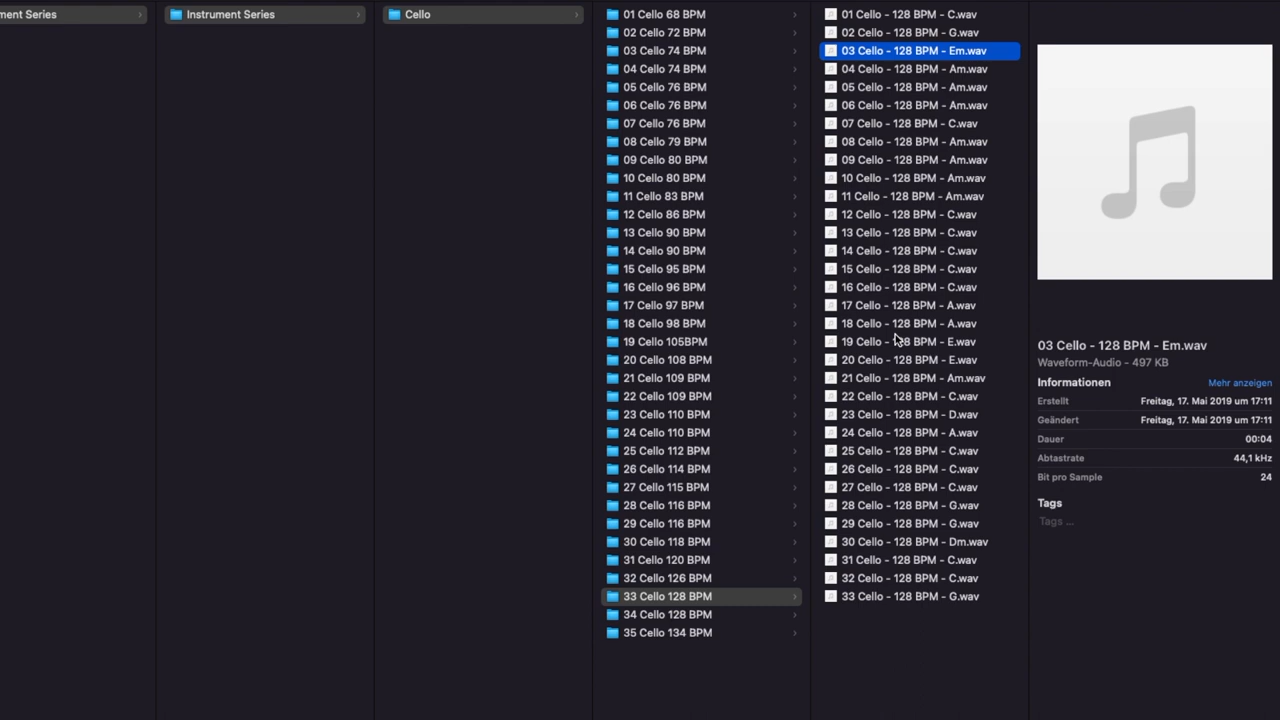 ment Series
Instrument Series
Cello
01 Cello 68 BPM
02 Cello 72 BPM
03 Cello 74 BPM
04 Cello 74 BPM
05 Cello 76 BPM
06 Cello 76 BPM
07 Cello 76 BPM
08 Cello 79 BPM
09 Cello 80 BPM
10 Cello 80 BPM
11 Cello 83 BPM
12 Cello 86 BPM
13 Cello 90 BPM
14 Cello 90 BPM
15 Cello 95 BPM
16 Cello 96 BPM
17 Cello 97 BPM
18 Cello 98 BPM
19 Cello 105BPM
20 Cello 108 BPM
21 Cello 109 BPM
22 Cello 109 BPM
23 Cello 110 BPM
24 Cello 110 BPM
25 Cello 112 BPM
26 Cello 114 BPM
27 Cello 115 BPM
28 Cello 116 BPM
29 Cello 116 BPM
30 Cello 118 BPM
31 Cello 120 BPM
32 Cello 126 BPM
33 Cello 128 BPM
34 Cello 128 BPM
35 Cello 134 BPM
01 Cello - 128 BPM - C.wav
02 Cello - 128 BPM - G.wav
03 Cello - 128 BPM - Em.wav
04 Cello - 128 BPM - Am.wav
05 Cello - 128 BPM - Am.wav
06 Cello - 128 BPM - Am.wav
07 Cello - 128 BPM - C.wav
08 Cello - 128 BPM - Am.wav
09 Cello - 128 BPM - Am.wav
10 Cello - 128 BPM - Am.wav
11 Cello - 128 BPM - Am.wav
12 Cello - 128 BPM - C.wav
13 Cello - 128 BPM - C.wav
14 Cello - 128 BPM - C.wav
15 Cello - 128 BPM - C.wav
16 Cello - 128 BPM - C.wav
17 Cello - 128 BPM - A.wav
18 Cello - 128 BPM - A.wav
19 Cello - 128 BPM - E.wav
20 Cello - 128 BPM - E.wav
21 Cello - 128 BPM - Am.wav
22 Cello - 128 BPM - C.wav
23 Cello - 128 BPM - D.wav
24 Cello - 128 BPM - A.wav
25 Cello - 128 BPM - C.wav
26 Cello - 128 BPM - C.wav
27 Cello - 128 BPM - C.wav
28 Cello - 128 BPM - G.wav
29 Cello - 128 BPM - G.wav
30 Cello - 128 BPM - Dm.wav
31 Cello - 128 BPM - C.wav
32 Cello - 128 BPM - C.wav
33 Cello - 128 BPM - G.wav
03 Cello - 128 BPM - Em.wav
Waveform-Audio - 497 KB
Informationen Mehr anzeigen
Erstellt Freitag, 17. Mai 2019 um 17:11
Geändert Freitag, 17. Mai 2019 um 17:11
Dauer 00:04
Abtastrate 44,1 kHz
Bit pro Sample 24
Tags
Tags ...